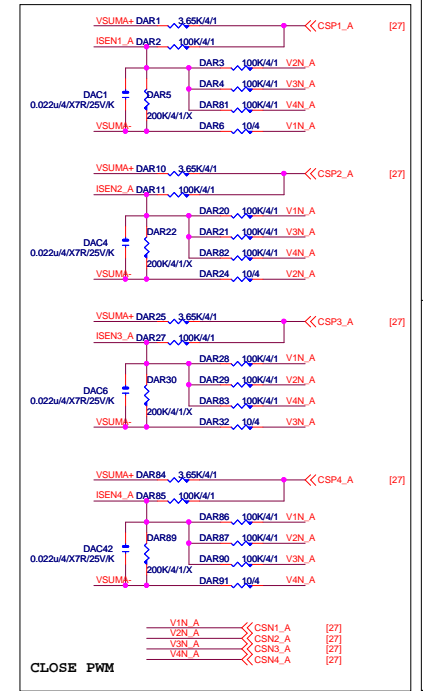 VSUMA+ DAR1 3.65K/4/1 CSP1_A [27]
ISEN1_A DAR2 100K/4/1
DAR3 100K/4/1 V2N_A
DAC1 DAR5 DAR4 100K/4/1 V3N_A
0.022u/4/X7R/25V/K DAR81 100K/4/1 V4N_A
200K/4/1/X
VSUMA- DAR6 10/4 V1N_A
VSUMA+ DAR10 3.65K/4/1 CSP2_A [27]
ISEN2_A DAR11 100K/4/1
DAR20 100K/4/1 V1N_A
DAC4 DAR22 DAR21 100K/4/1 V3N_A
0.022u/4/X7R/25V/K DAR82 100K/4/1 V4N_A
200K/4/1/X
VSUMA- DAR24 10/4 V2N_A
VSUMA+ DAR25 3.65K/4/1 CSP3_A [27]
ISEN3_A DAR27 100K/4/1
DAR28 100K/4/1 V1N_A
DAC6 DAR30 DAR29 100K/4/1 V2N_A
0.022u/4/X7R/25V/K DAR83 100K/4/1 V4N_A
200K/4/1/X
VSUMA- DAR32 10/4 V3N_A
VSUMA+ DAR84 3.65K/4/1 CSP4_A [27]
ISEN4_A DAR85 100K/4/1
DAR86 100K/4/1 V1N_A
DAC42 DAR89 DAR87 100K/4/1 V2N_A
0.022u/4/X7R/25V/K DAR90 100K/4/1 V3N_A
200K/4/1/X
VSUMA- DAR91 10/4 V4N_A
V1N_A CSN1_A [27]
V2N_A CSN2_A [27]
V3N_A CSN3_A [27]
V4N_A CSN4_A [27]
CLOSE PWM